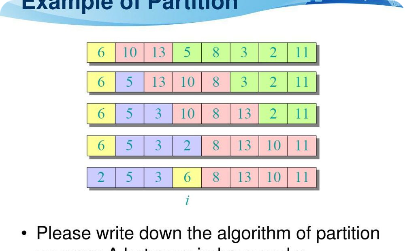 Example of Partition
6 10 13 5 8 3 2 11
6 5 13 10 8 3 2 11
6 5 3 10 8 13 2 11
6 5 3 2 8 13 10 11
2 5 3 6 8 13 10 11
i
• Please write down the algorithm of partition